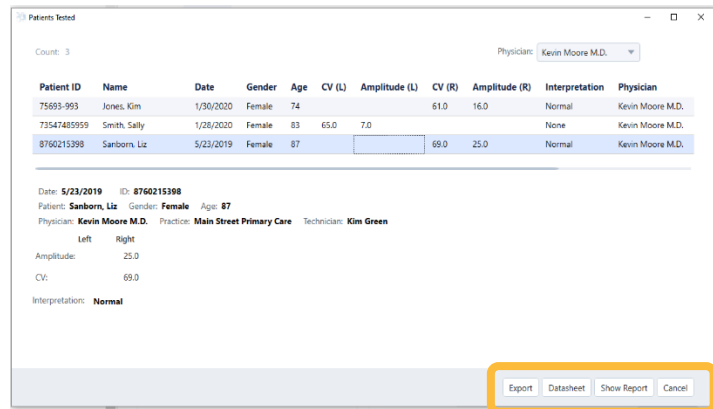 Patients Tested
Count: 3
Physician: Kevin Moore M.D.
Patient ID Name Date Gender Age CV (L) Amplitude (L) CV (R) Amplitude (R) Interpretation Physician
75693-993 Jones, Kim 1/30/2020 Female 74 61.0 16.0 Normal Kevin Moore M.D.
73547485959 Smith, Sally 1/28/2020 Female 83 65.0 7.0 None Kevin Moore M.D.
8760215398 Sanborn, Liz 5/23/2019 Female 87 69.0 25.0 Normal Kevin Moore M.D.
Date: 5/23/2019 ID: 8760215398
Patient: Sanborn, Liz Gender: Female Age: 87
Physician: Kevin Moore M.D. Practice: Main Street Primary Care Technician: Kim Green
Left Right
Amplitude: 25.0
CV: 69.0
Interpretation: Normal
Export Datasheet Show Report Cancel